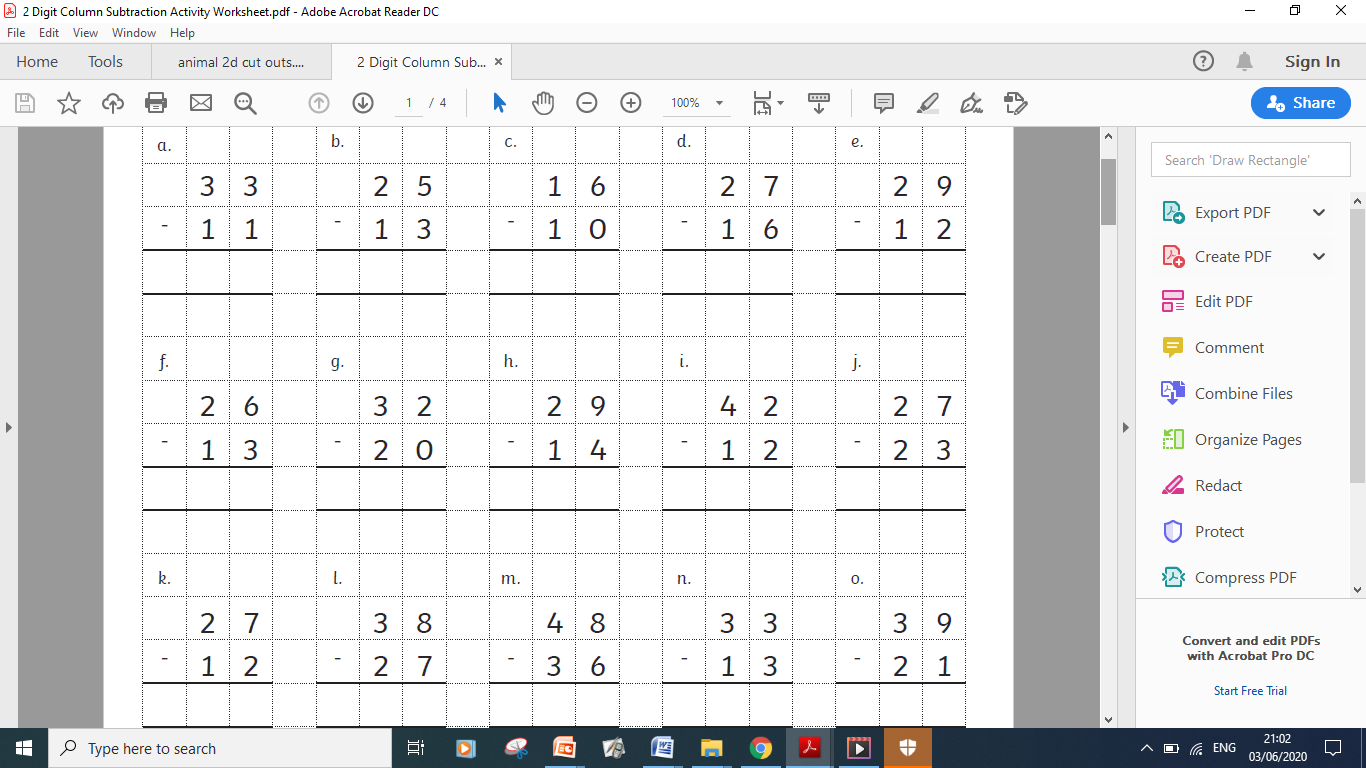 2 Digit Column Subtraction Activity Worksheet.pdf - Adobe Acrobat Reader DC
File Edit View Window Help
Home Tools animal 2d cut outs.... 2 Digit Column Sub... × Sign In
1 / 4 100% Share
a. b. c. d. e.
3 3 2 5 1 6 2 7 2 9
- 1 1 - 1 3 - 1 0 - 1 6 - 1 2
f. g. h. i. j.
2 6 3 2 2 9 4 2 2 7
- 1 3 - 2 0 - 1 4 - 1 2 - 2 3
k. l. m. n. o.
2 7 3 8 4 8 3 3 3 9
- 1 2 - 2 7 - 3 6 - 1 3 - 2 1
Search 'Draw Rectangle'
Export PDF
Create PDF
Edit PDF
Comment
Combine Files
Organize Pages
Redact
Protect
Compress PDF
Convert and edit PDFs
with Acrobat Pro DC
Start Free Trial
Type here to search
ENG
21:02
03/06/2020